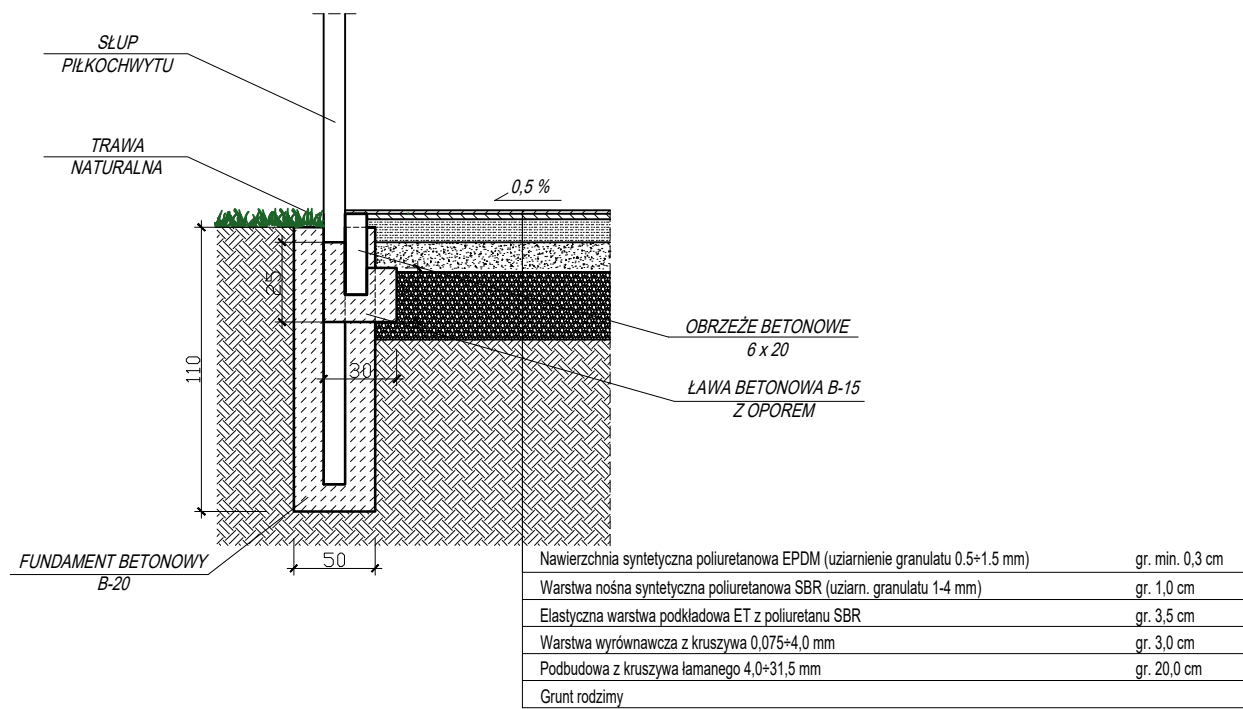 SŁUP
PIŁKOCHWYTU
TRAWA
NATURALNA
0,5 %
25
110
30
OBRZEŻE BETONOWE
6 x 20
ŁAWA BETONOWA B-15
Z OPOREM
FUNDAMENT BETONOWY
B-20
50
Nawierzchnia syntetyczna poliuretanowa EPDM (uziarnienie granulatu 0.5÷1.5 mm) gr. min. 0,3 cm
Warstwa nośna syntetyczna poliuretanowa SBR (uziarn. granulatu 1-4 mm) gr. 1,0 cm
Elastyczna warstwa podkładowa ET z poliuretanu SBR gr. 3,5 cm
Warstwa wyrównawcza z kruszywa 0,075÷4,0 mm gr. 3,0 cm
Podbudowa z kruszywa łamanego 4,0÷31,5 mm gr. 20,0 cm
Grunt rodzimy